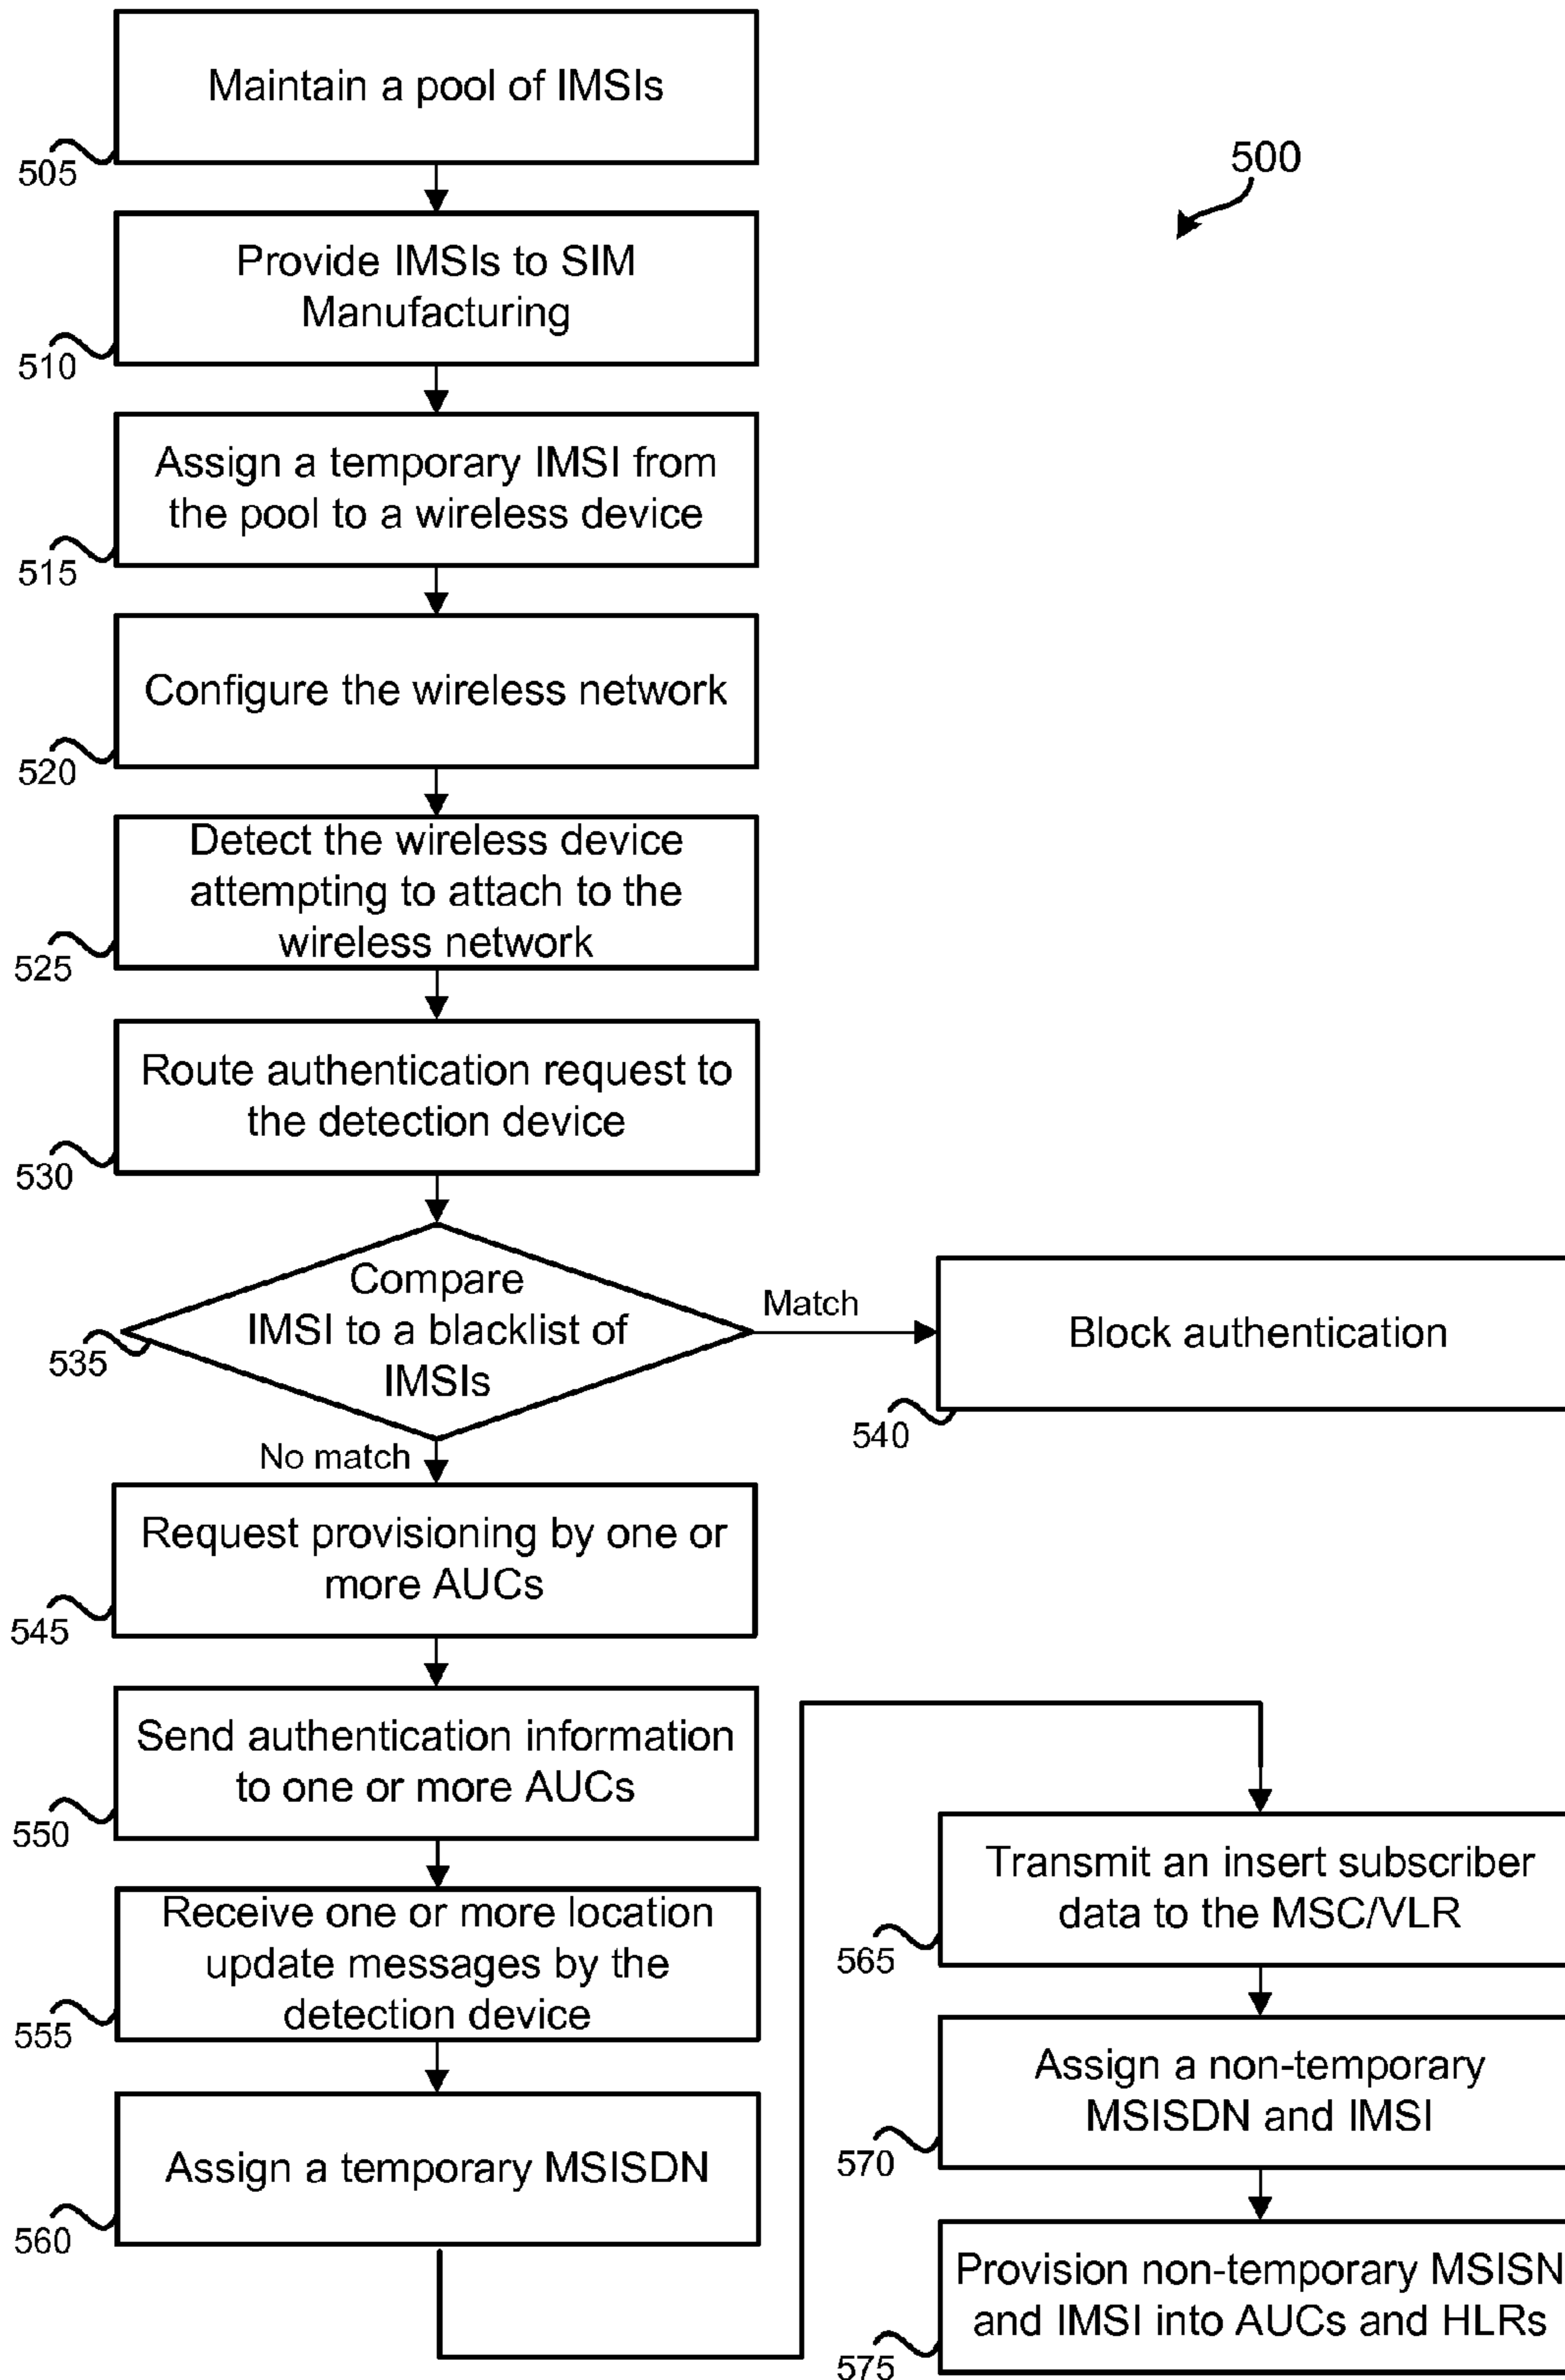 Maintain a pool of IMSIs
505
500
Provide IMSIs to SIM
Manufacturing
510
Assign a temporary IMSI from
the pool to a wireless device
515
Configure the wireless network
520
Detect the wireless device
attempting to attach to the
wireless network
525
Route authentication request to
the detection device
530
Compare
IMSI to a blacklist of
IMSIs
535
Match
Block authentication
540
No match
Request provisioning by one or
more AUCs
545
Send authentication information
to one or more AUCs
550
Receive one or more location
update messages by the
detection device
555
Assign a temporary MSISDN
560
Transmit an insert subscriber
data to the MSC/VLR
565
Assign a non-temporary
MSISDN and IMSI
570
Provision non-temporary MSISN
and IMSI into AUCs and HLRs
575